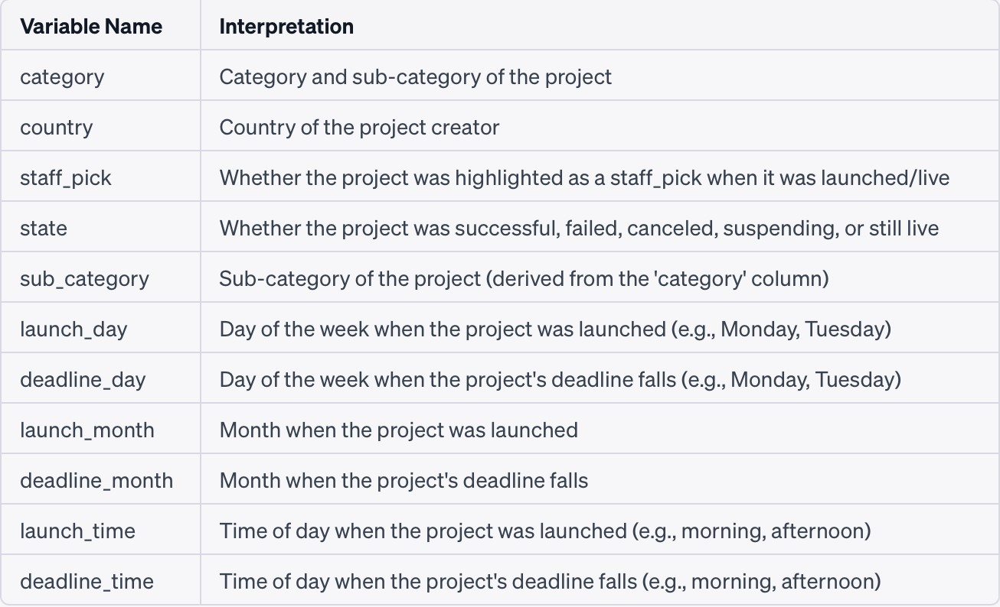 Variable Name Interpretation
category Category and sub-category of the project
country Country of the project creator
staff_pick Whether the project was highlighted as a staff_pick when it was launched/live
state Whether the project was successful, failed, canceled, suspending, or still live
sub_category Sub-category of the project (derived from the 'category' column)
launch_day Day of the week when the project was launched (e.g., Monday, Tuesday)
deadline_day Day of the week when the project's deadline falls (e.g., Monday, Tuesday)
launch_month Month when the project was launched
deadline_month Month when the project's deadline falls
launch_time Time of day when the project was launched (e.g., morning, afternoon)
deadline_time Time of day when the project's deadline falls (e.g., morning, afternoon)